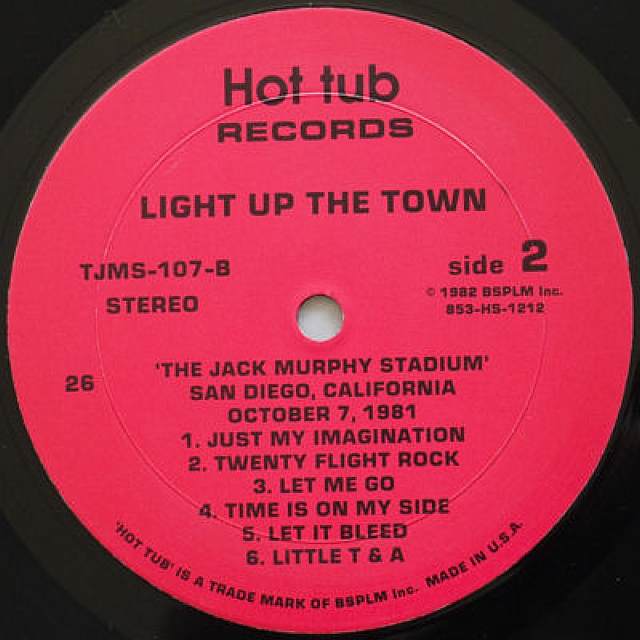 Hot tub
RECORDS
LIGHT UP THE TOWN
TJMS-107-B
STEREO
side 2
© 1982 BSPLM Inc.
853-HS-1212
26
'THE JACK MURPHY STADIUM'
SAN DIEGO, CALIFORNIA
OCTOBER 7, 1981
1. JUST MY IMAGINATION
2. TWENTY FLIGHT ROCK
3. LET ME GO
4. TIME IS ON MY SIDE
5. LET IT BLEED
6. LITTLE T & A
'HOT TUB' IS A TRADE MARK OF BSPLM Inc. MADE IN U.S.A.